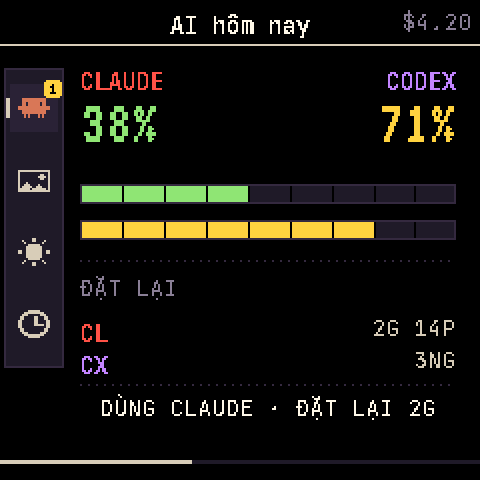 AI hôm nay $4.20
1
CLAUDE CODEX
38% 71%
ĐẶT LẠI
CL 2G 14P
CX 3NG
DÙNG CLAUDE · ĐẶT LẠI 2G